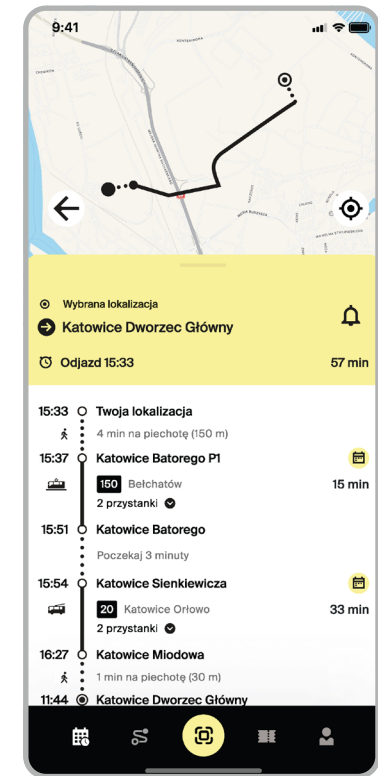 9:41
Wybrana lokalizacja
Katowice Dworzec Główny
Odjazd 15:33 57 min
15:33 Twoja lokalizacja
4 min na piechotę (150 m)
15:37 Katowice Batorego P1
150 Bełchatów 15 min
2 przystanki
15:51 Katowice Batorego
Poczekaj 3 minuty
15:54 Katowice Sienkiewicza
20 Katowice Orłowo 33 min
2 przystanki
16:27 Katowice Miodowa
1 min na piechotę (30 m)
11:44 Katowice Dworzec Główny